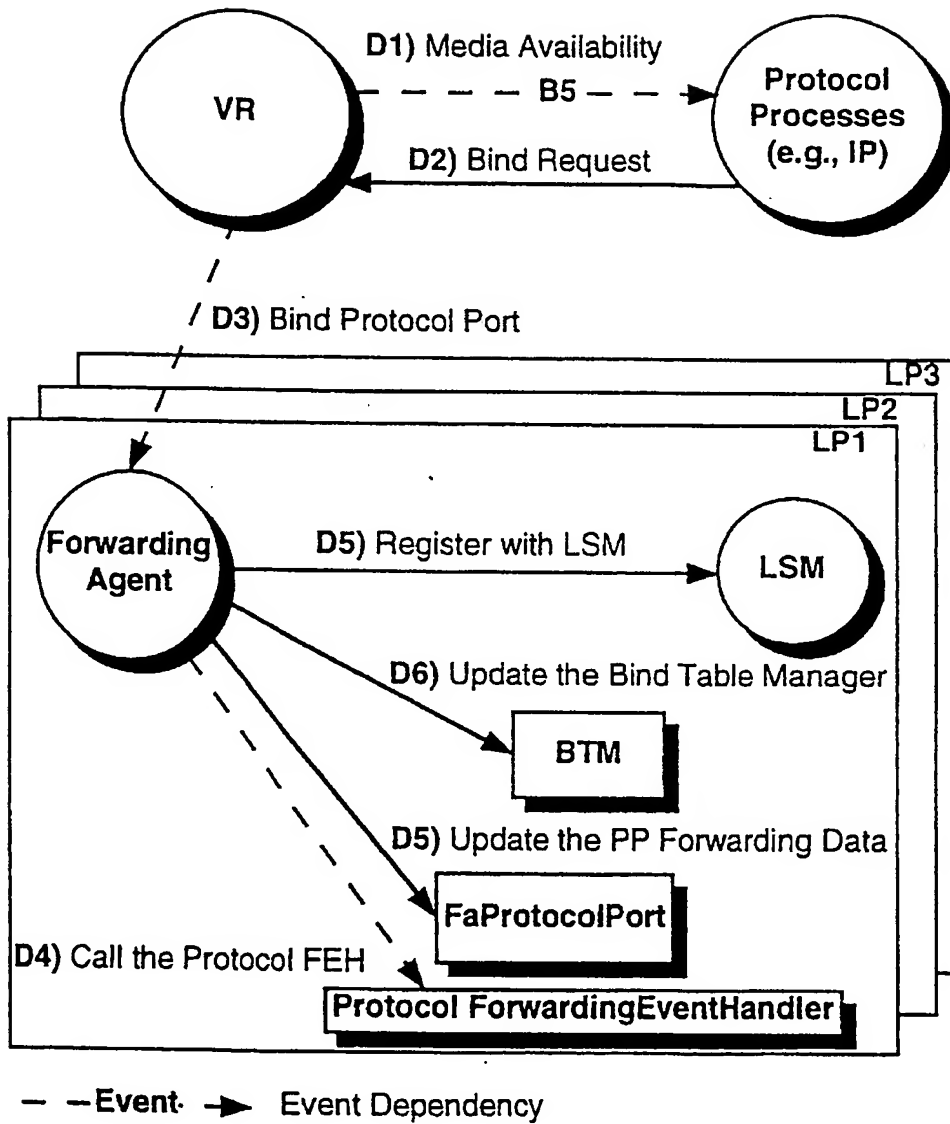 D1) Media Availability
VR
B5
Protocol
Processes
(e.g., IP)
D2) Bind Request
D3) Bind Protocol Port
LP3
LP2
LP1
Forwarding
Agent
D5) Register with LSM
LSM
D6) Update the Bind Table Manager
BTM
D5) Update the PP Forwarding Data
FaProtocolPort
D4) Call the Protocol FEH
Protocol ForwardingEventHandler
Event Event Dependency